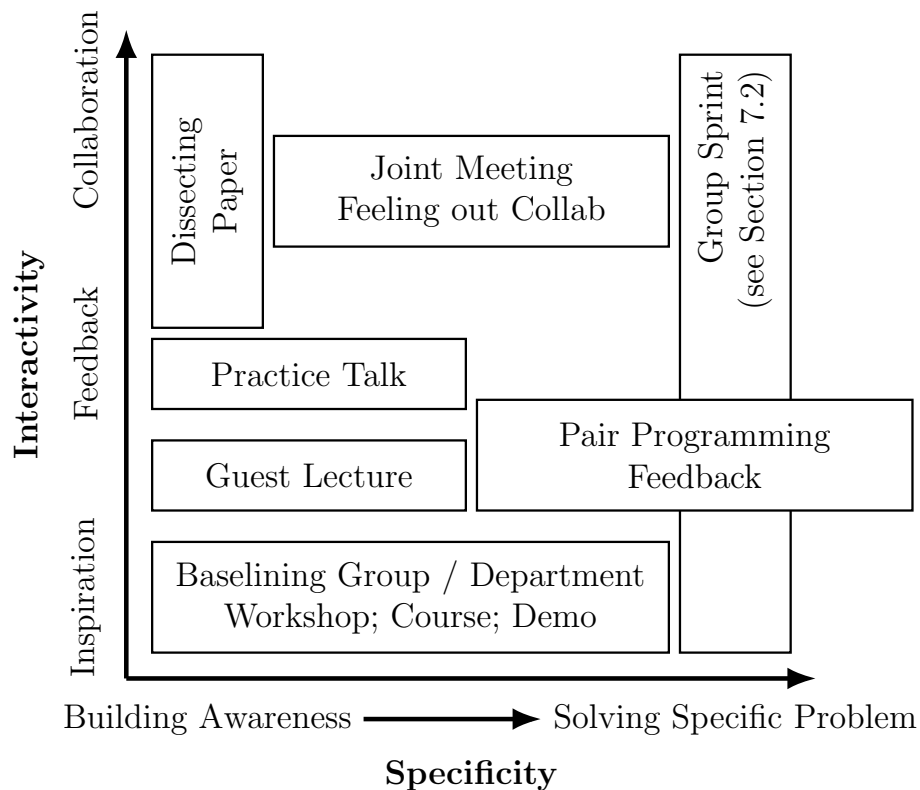 Interactivity
Collaboration
Feedback
Inspiration
Dissecting
Paper
Joint Meeting
Feeling out Collab
Group Sprint
(see Section 7.2)
Practice Talk
Guest Lecture
Pair Programming
Feedback
Baselining Group / Department
Workshop; Course; Demo
Building Awareness
Solving Specific Problem
Specificity